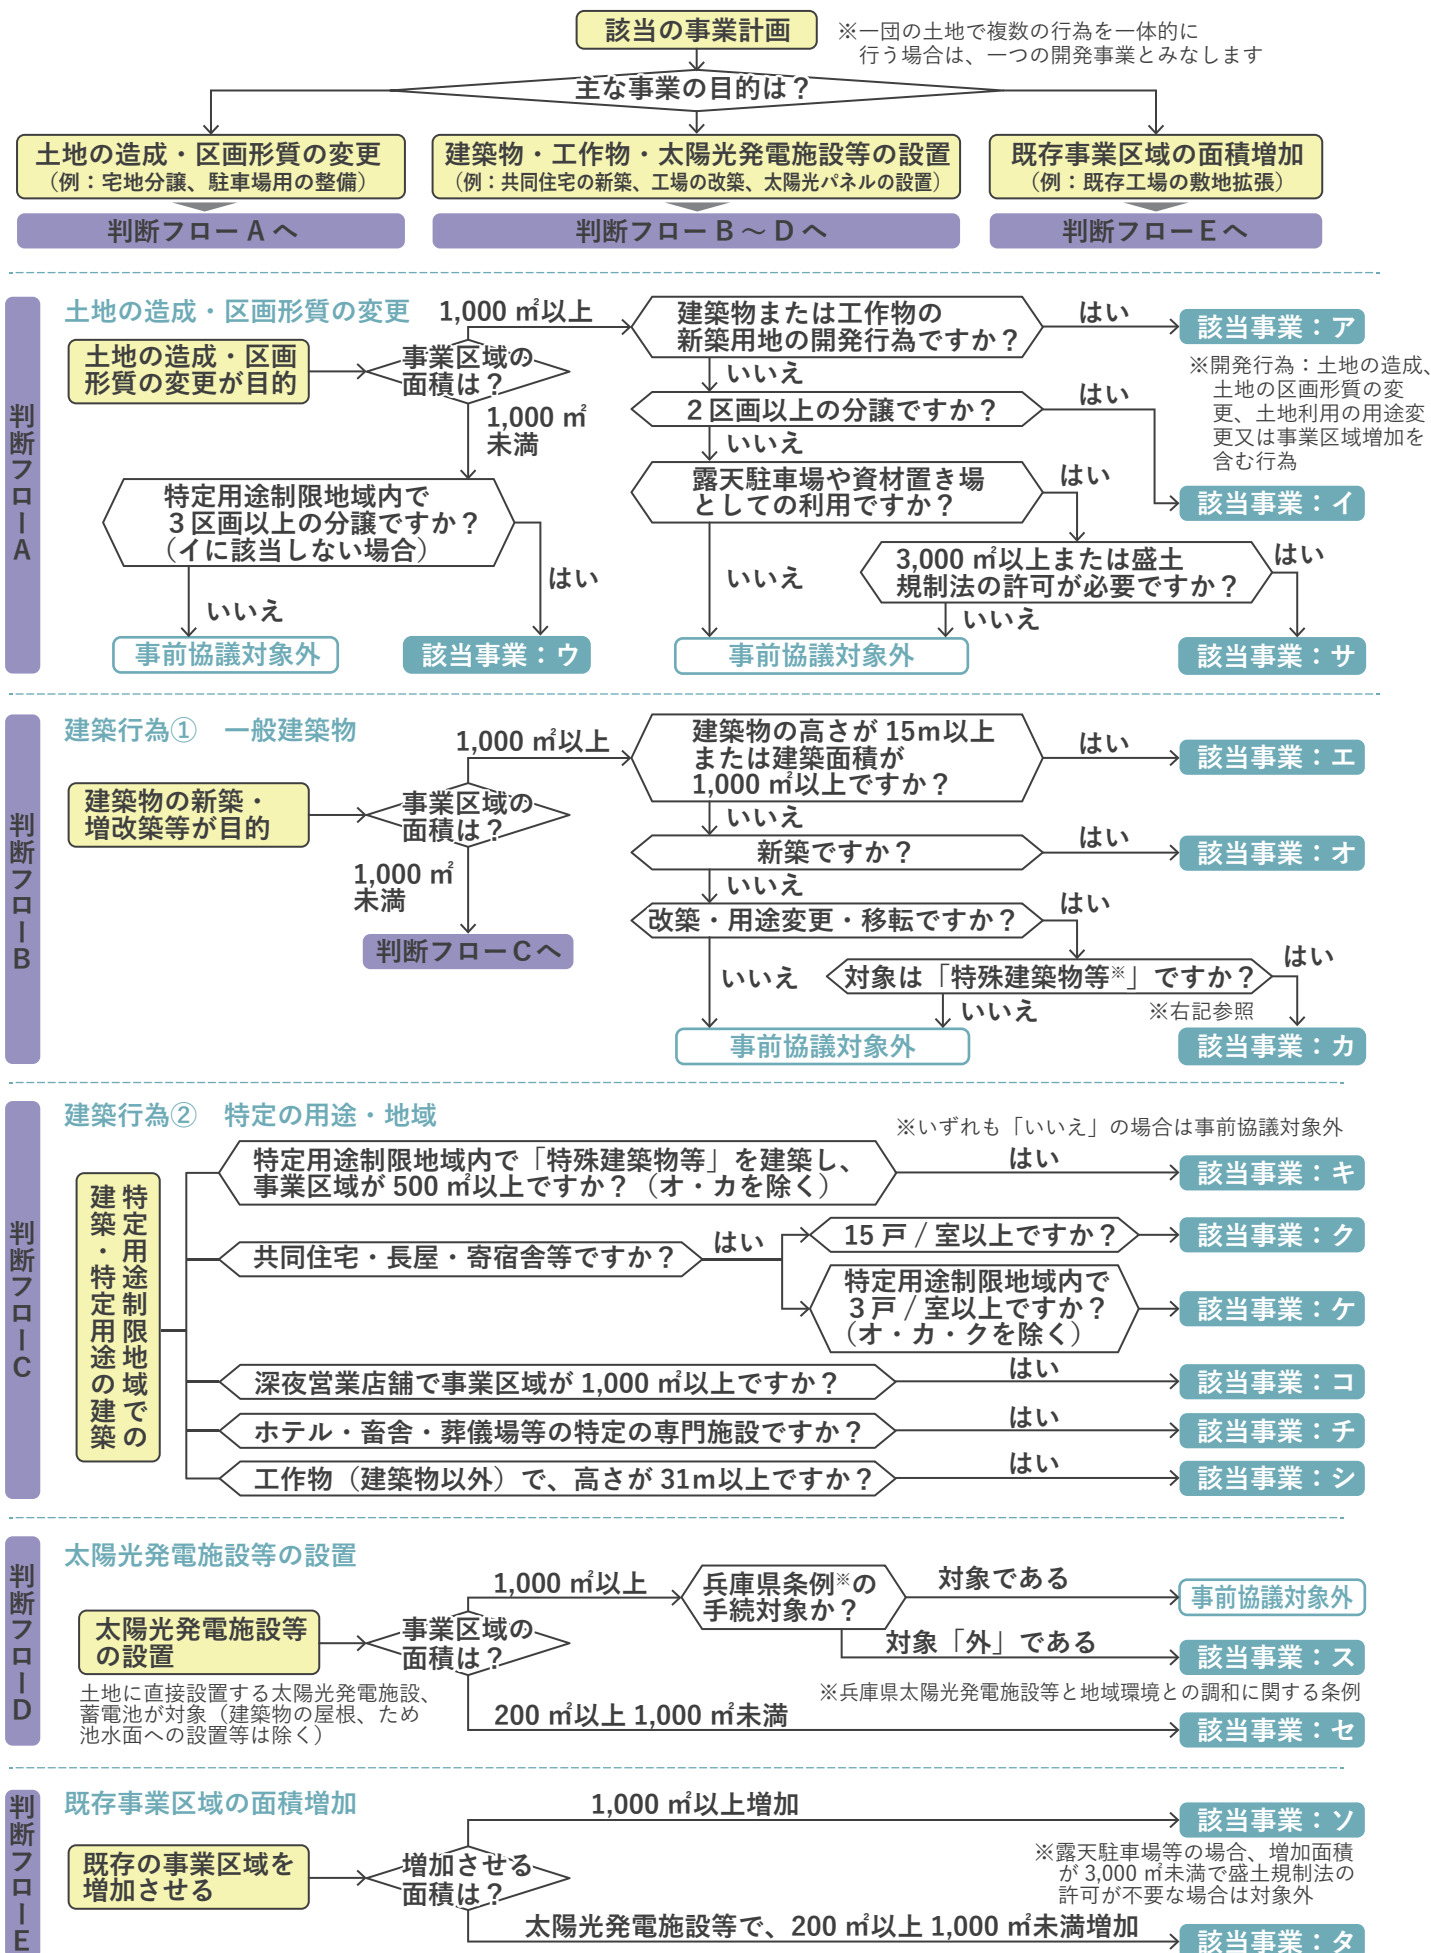 該当の事業計画
※一団の土地で複数の行為を一体的に
行う場合は、一つの開発事業とみなします
主な事業の目的は？
土地の造成・区画形質の変更
（例：宅地分譲、駐車場用の整備）
建築物・工作物・太陽光発電施設等の設置
（例：共同住宅の新築、工場の改築、太陽光パネルの設置）
既存事業区域の面積増加
（例：既存工場の敷地拡張）
判断フローＡへ
判断フローＢ～Ｄへ
判断フローＥへ
判断フローＡ
土地の造成・区画形質の変更
土地の造成・区画
形質の変更が目的
事業区域の
面積は？
1,000 ㎡以上
1,000 ㎡
未満
建築物または工作物の
新築用地の開発行為ですか？
はい
該当事業：ア
※開発行為：土地の造成、
土地の区画形質の変
更、土地利用の用途変
更又は事業区域増加を
含む行為
いいえ
２区画以上の分譲ですか？
はい
該当事業：イ
いいえ
露天駐車場や資材置き場
としての利用ですか？
はい
いいえ
3,000 ㎡以上または盛土
規制法の許可が必要ですか？
はい
いいえ
特定用途制限地域内で
３区画以上の分譲ですか？
（イに該当しない場合）
はい
いいえ
事前協議対象外
該当事業：ウ
事前協議対象外
該当事業：サ
判断フローＢ
建築行為①　一般建築物
建築物の新築・
増改築等が目的
事業区域の
面積は？
1,000 ㎡以上
1,000 ㎡
未満
判断フローＣへ
建築物の高さが 15ｍ以上
または建築面積が
1,000 ㎡以上ですか？
はい
該当事業：エ
いいえ
新築ですか？
はい
該当事業：オ
いいえ
改築・用途変更・移転ですか？
はい
いいえ
対象は「特殊建築物等※」ですか？
はい
いいえ
※右記参照
事前協議対象外
該当事業：カ
判断フローＣ
建築行為②　特定の用途・地域
※いずれも「いいえ」の場合は事前協議対象外
特定用途制限地域での
建築・特定用途の建築
特定用途制限地域内で「特殊建築物等」を建築し、
事業区域が 500 ㎡以上ですか？（オ・カを除く）
はい
該当事業：キ
共同住宅・長屋・寄宿舎等ですか？
はい
15 戸 / 室以上ですか？
該当事業：ク
特定用途制限地域内で
３戸 / 室以上ですか？
（オ・カ・クを除く）
該当事業：ケ
深夜営業店舗で事業区域が 1,000 ㎡以上ですか？
はい
該当事業：コ
ホテル・畜舎・葬儀場等の特定の専門施設ですか？
はい
該当事業：チ
工作物（建築物以外）で、高さが 31ｍ以上ですか？
はい
該当事業：シ
判断フローＤ
太陽光発電施設等の設置
太陽光発電施設等
の設置
土地に直接設置する太陽光発電施設、
蓄電池が対象（建築物の屋根、ため
池水面への設置等は除く）
事業区域の
面積は？
1,000 ㎡以上
兵庫県条例※の
手続対象か？
対象である
事前協議対象外
対象「外」である
該当事業：ス
※兵庫県太陽光発電施設等と地域環境との調和に関する条例
200 ㎡以上 1,000 ㎡未満
該当事業：セ
判断フローＥ
既存事業区域の面積増加
既存の事業区域を
増加させる
増加させる
面積は？
1,000 ㎡以上増加
該当事業：ソ
※露天駐車場等の場合、増加面積
が 3,000 ㎡未満で盛土規制法の
許可が不要な場合は対象外
太陽光発電施設等で、200 ㎡以上 1,000 ㎡未満増加
該当事業：タ